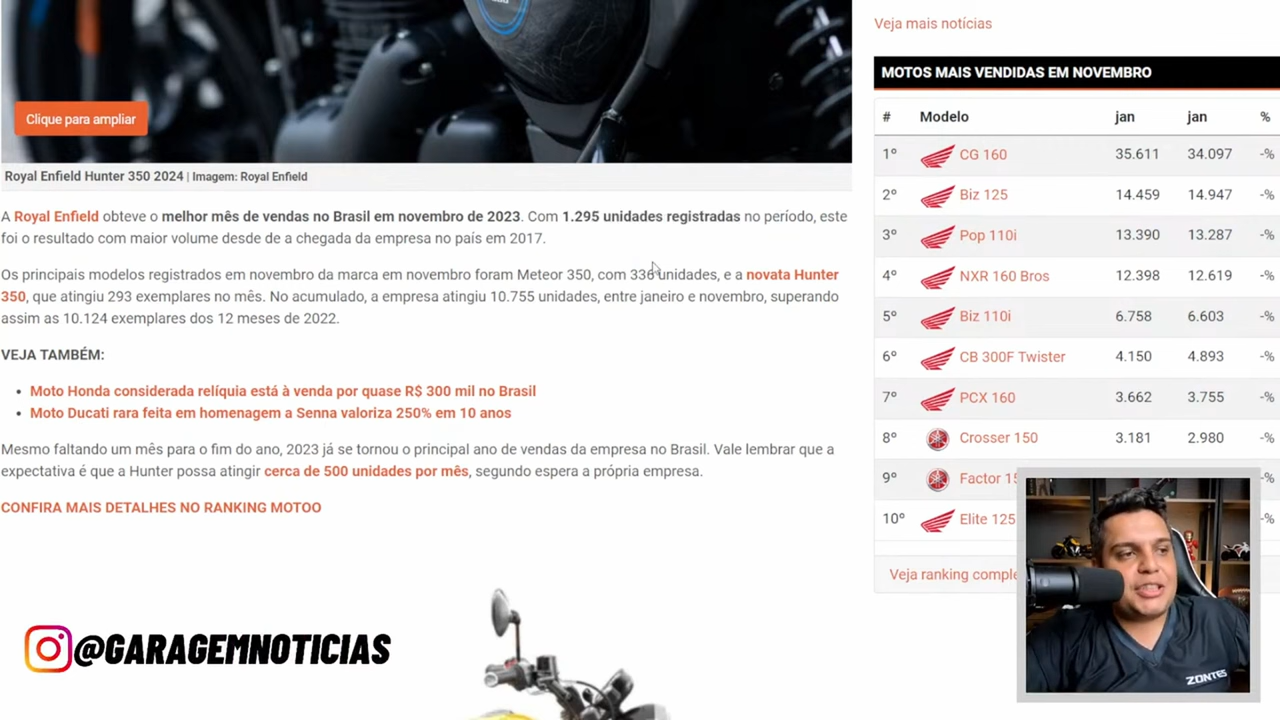 Clique para ampliar
Royal Enfield Hunter 350 2024 | Imagem: Royal Enfield
A Royal Enfield obteve o melhor mês de vendas no Brasil em novembro de 2023. Com 1.295 unidades registradas no período, este
foi o resultado com maior volume desde de a chegada da empresa no país em 2017.
Os principais modelos registrados em novembro da marca em novembro foram Meteor 350, com 336 unidades, e a novata Hunter
350, que atingiu 293 exemplares no mês. No acumulado, a empresa atingiu 10.755 unidades, entre janeiro e novembro, superando
assim as 10.124 exemplares dos 12 meses de 2022.
VEJA TAMBÉM:
• Moto Honda considerada relíquia está à venda por quase R$ 300 mil no Brasil
• Moto Ducati rara feita em homenagem a Senna valoriza 250% em 10 anos
Mesmo faltando um mês para o fim do ano, 2023 já se tornou o principal ano de vendas da empresa no Brasil. Vale lembrar que a
expectativa é que a Hunter possa atingir cerca de 500 unidades por mês, segundo espera a própria empresa.
CONFIRA MAIS DETALHES NO RANKING MOTOO
@GARAGEMNOTICIAS
Veja mais notícias
MOTOS MAIS VENDIDAS EM NOVEMBRO
# Modelo jan jan %
1º CG 160 35.611 34.097 -%
2º Biz 125 14.459 14.947 -%
3º Pop 110i 13.390 13.287 -%
4º NXR 160 Bros 12.398 12.619 -%
5º Biz 110i 6.758 6.603 -%
6º CB 300F Twister 4.150 4.893 -%
7º PCX 160 3.662 3.755 -%
8º Crosser 150 3.181 2.980 -%
9º Factor 15 -%
10º Elite 125 -%
Veja ranking comple
ZONTES